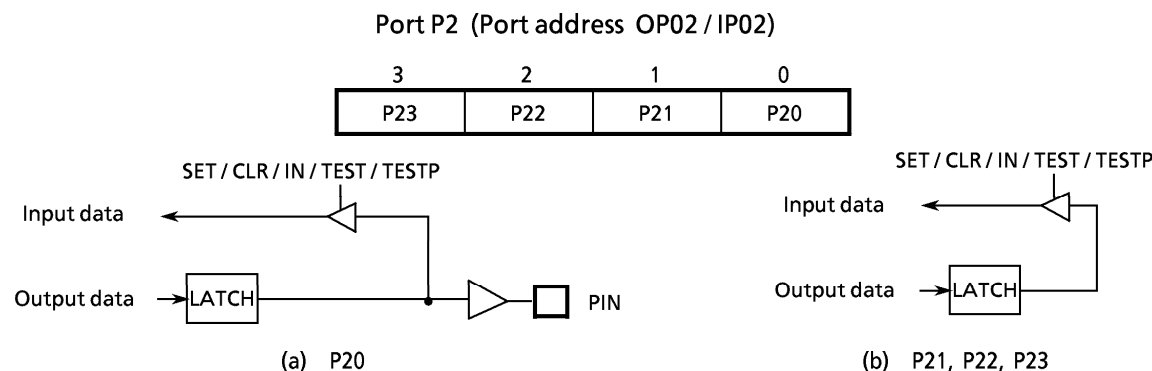 Port P2 (Port address OP02 / IP02)
3 2 1 0
P23 P22 P21 P20
SET / CLR / IN / TEST / TESTP
Input data
Output data
LATCH
PIN
(a) P20
SET / CLR / IN / TEST / TESTP
Input data
Output data
LATCH
(b) P21, P22, P23